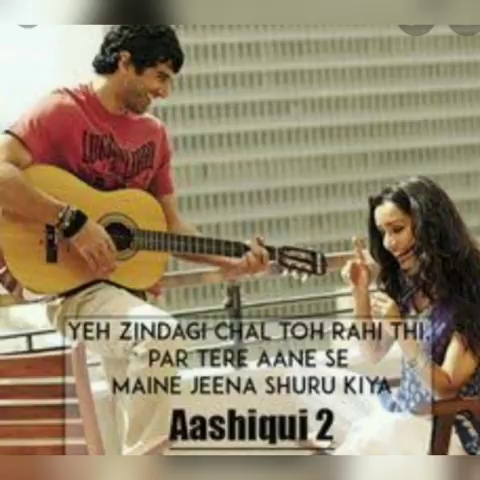 YEH ZINDAGI CHAL TOH RAHI THI.
PAR TERE AANE SE
MAINE JEENA SHURU KIYA
Aashiqui 2